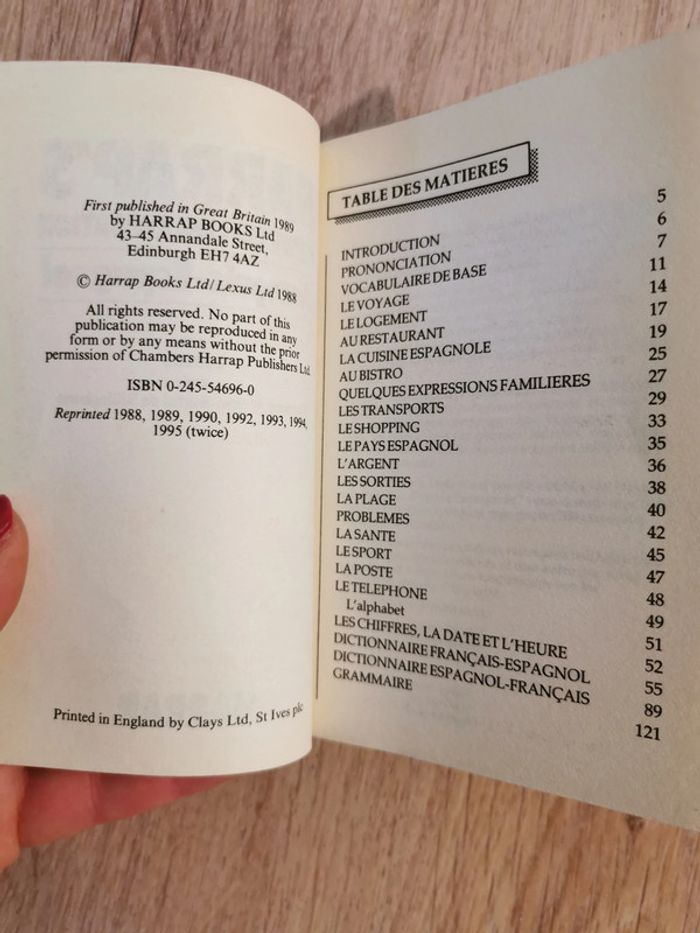 First published in Great Britain 1989
by HARRAP BOOKS Ltd
43-45 Annandale Street,
Edinburgh EH7 4AZ
© Harrap Books Ltd/Lexus Ltd 1988
All rights reserved. No part of this
publication may be reproduced in any
form or by any means without the prior
permission of Chambers Harrap Publishers Ltd.
ISBN 0-245-54696-0
Reprinted 1988, 1989, 1990, 1992, 1993, 1994,
1995 (twice)
Printed in England by Clays Ltd, St Ives plc
TABLE DES MATIERES
INTRODUCTION 5
PRONONCIATION 6
VOCABULAIRE DE BASE 7
LE VOYAGE 11
LE LOGEMENT 14
AU RESTAURANT 17
LA CUISINE ESPAGNOLE 19
AU BISTRO 25
QUELQUES EXPRESSIONS FAMILIERES 27
LES TRANSPORTS 29
LE SHOPPING 33
LE PAYS ESPAGNOL 35
L'ARGENT 36
LES SORTIES 38
LA PLAGE 40
PROBLEMES 42
LA SANTE 45
LE SPORT 47
LA POSTE 48
LE TELEPHONE 49
L'alphabet 51
LES CHIFFRES, LA DATE ET L'HEURE 52
DICTIONNAIRE FRANÇAIS-ESPAGNOL 55
DICTIONNAIRE ESPAGNOL-FRANÇAIS 89
GRAMMAIRE 121